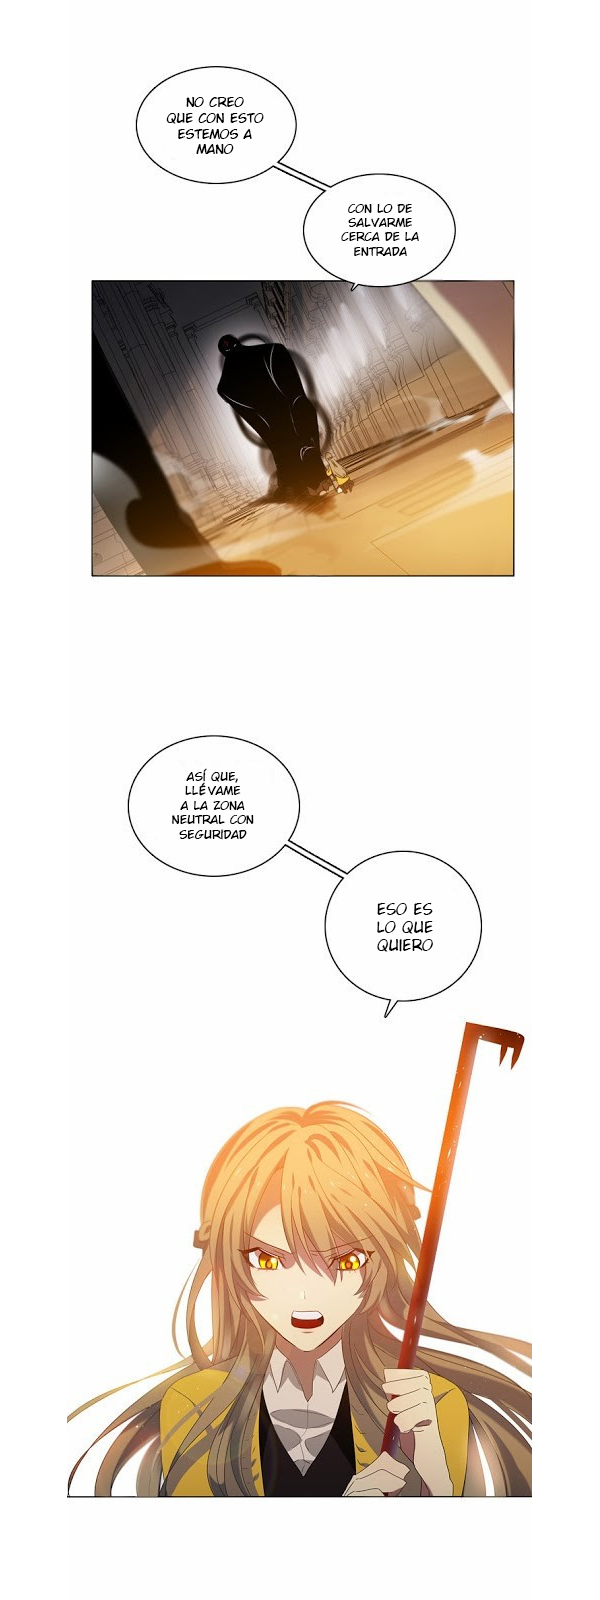 NO CREO
QUE CON ESTO
ESTEMOS A
MANO
CON LO DE
SALVARME
CERCA DE LA
ENTRADA
ASÍ QUE,
LLÉVAME
A LA ZONA
NEUTRAL CON
SEGURIDAD
ESO ES
LO QUE
QUIERO